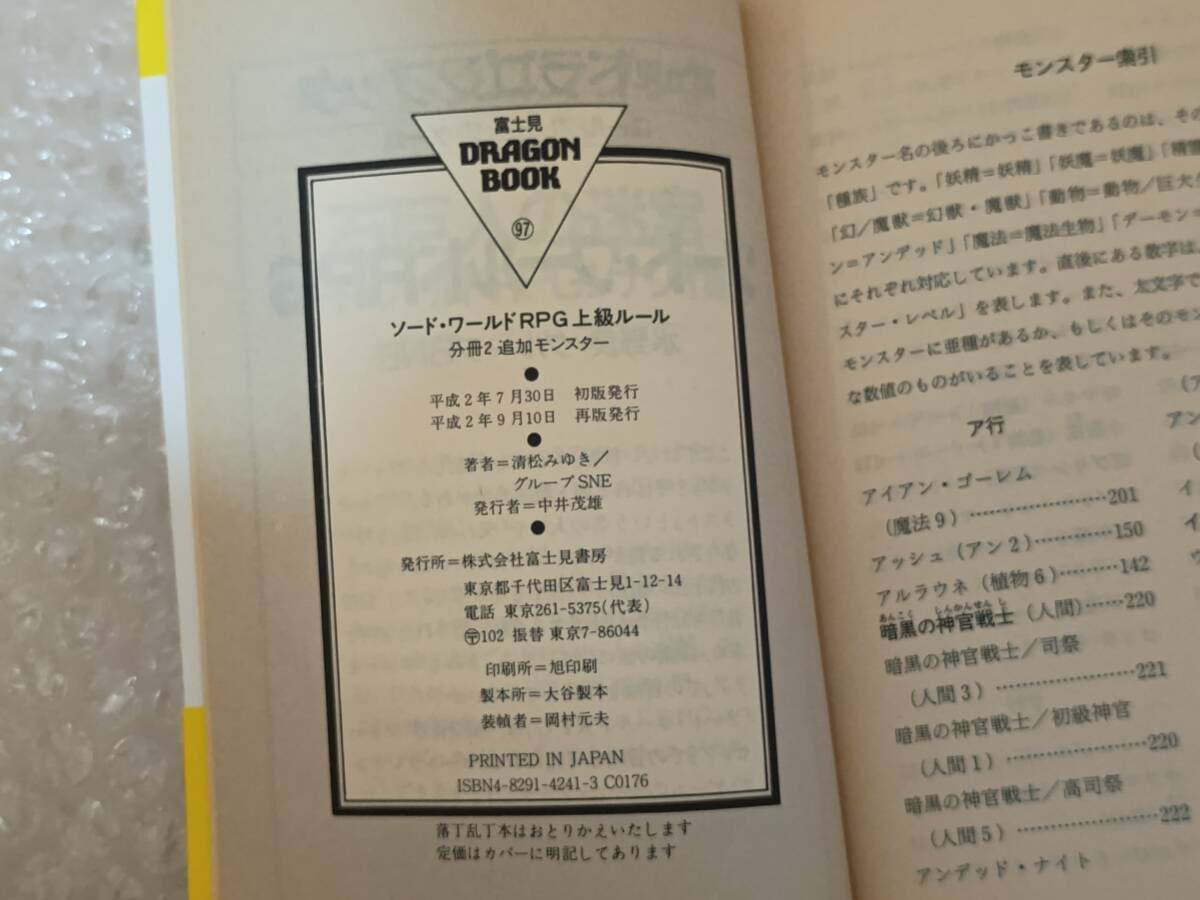 富士見
DRAGON
BOOK
97
ソード・ワールドRPG上級ルール
分冊2 追加モンスター
平成2年7月30日 初版発行
平成2年9月10日 再版発行
著者=清松みゆき/
グループSNE
発行者=中井茂雄
発行所=株式会社富士見書房
東京都千代田区富士見1-12-14
電話 東京261-5375(代表)
〒102 振替 東京7-86044
印刷所=旭印刷
製本所=大谷製本
装幀者=岡村元夫
PRINTED IN JAPAN
ISBN4-8291-4241-3 C0176
落丁乱丁本はおとりかえいたします
定価はカバーに明記してあります
モンスター索引
モンスター名の後ろにかっこ書きであるのは、その
「種族」です。「妖精=妖精」「妖魔=妖魔」「精霊
「幻/魔獣=幻獣・魔獣」「動物=動物/巨大
ン=アンデッド」「魔法=魔法生物」「デーモン
にそれぞれ対応しています。直後にある数字は、
スター・レベル」を表します。また、太文字で
モンスターに亜種があるか、もしくはそのモン
な数値のものがいることを表しています。
ア行
アイアン・ゴーレム
(魔法9)…………………201
アッシュ(アン2)…………150
アルラウネ(植物6)………142
あんこく しんかんせんし
暗黒の神官戦士(人間)……220
暗黒の神官戦士/司祭
(人間3)…………………221
暗黒の神官戦士/初級神官
(人間1)…………………220
暗黒の神官戦士/高司祭
(人間5)…………………222
アンデッド・ナイト
(ア
アン
(
イ
イ